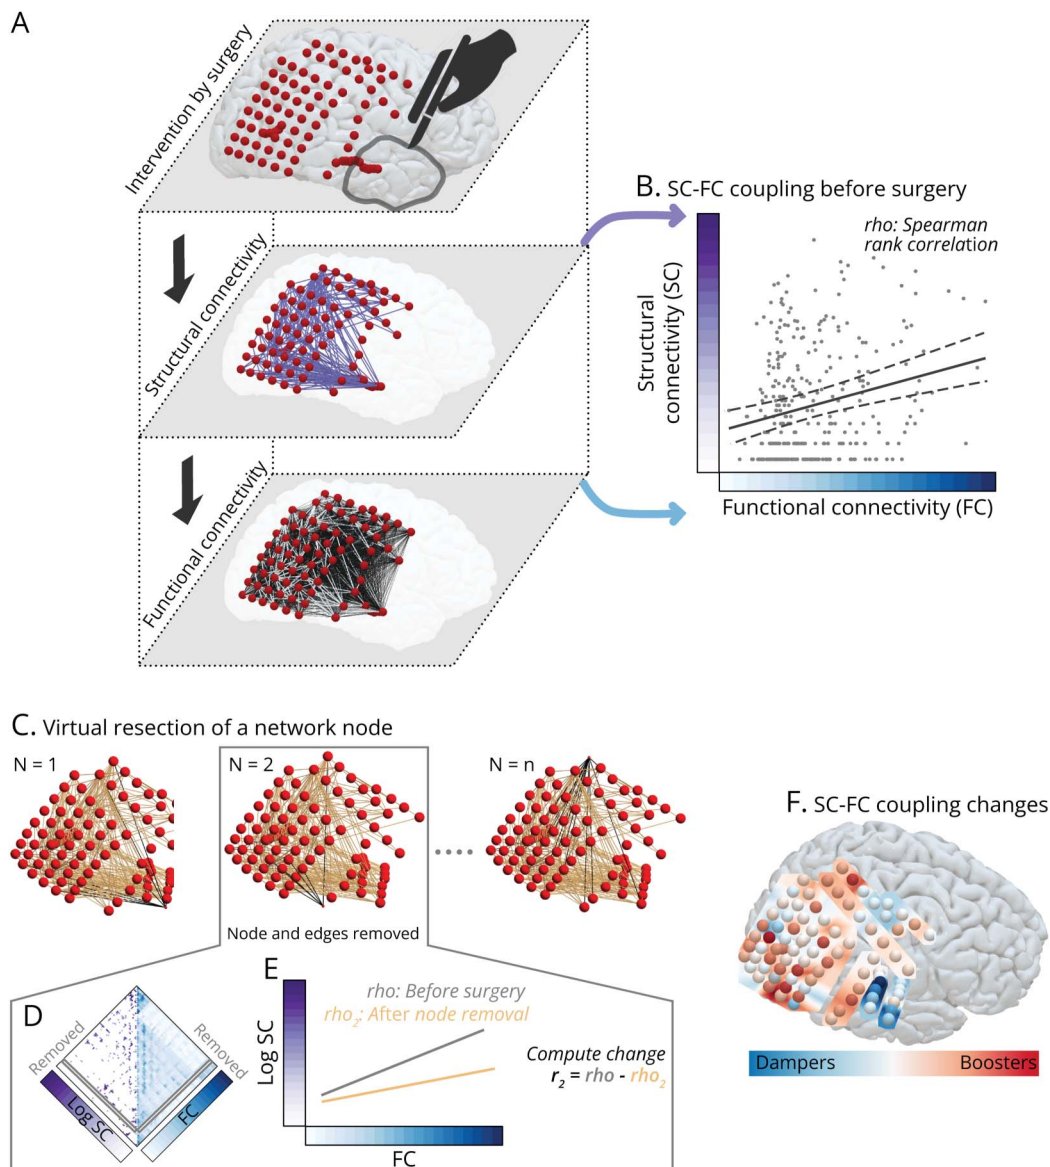 A
Intervention by surgery
Structural connectivity
Functional connectivity
B. SC-FC coupling before surgery
rho: Spearman
rank correlation
Structural
connectivity (SC)
Functional connectivity (FC)
C. Virtual resection of a network node
N = 1
N = 2
N = n
Node and edges removed
D
Removed
Removed
Log SC
FC
E
rho: Before surgery
rho2: After node removal
Log SC
FC
Compute change
r2 = rho - rho2
F. SC-FC coupling changes
Dampers
Boosters